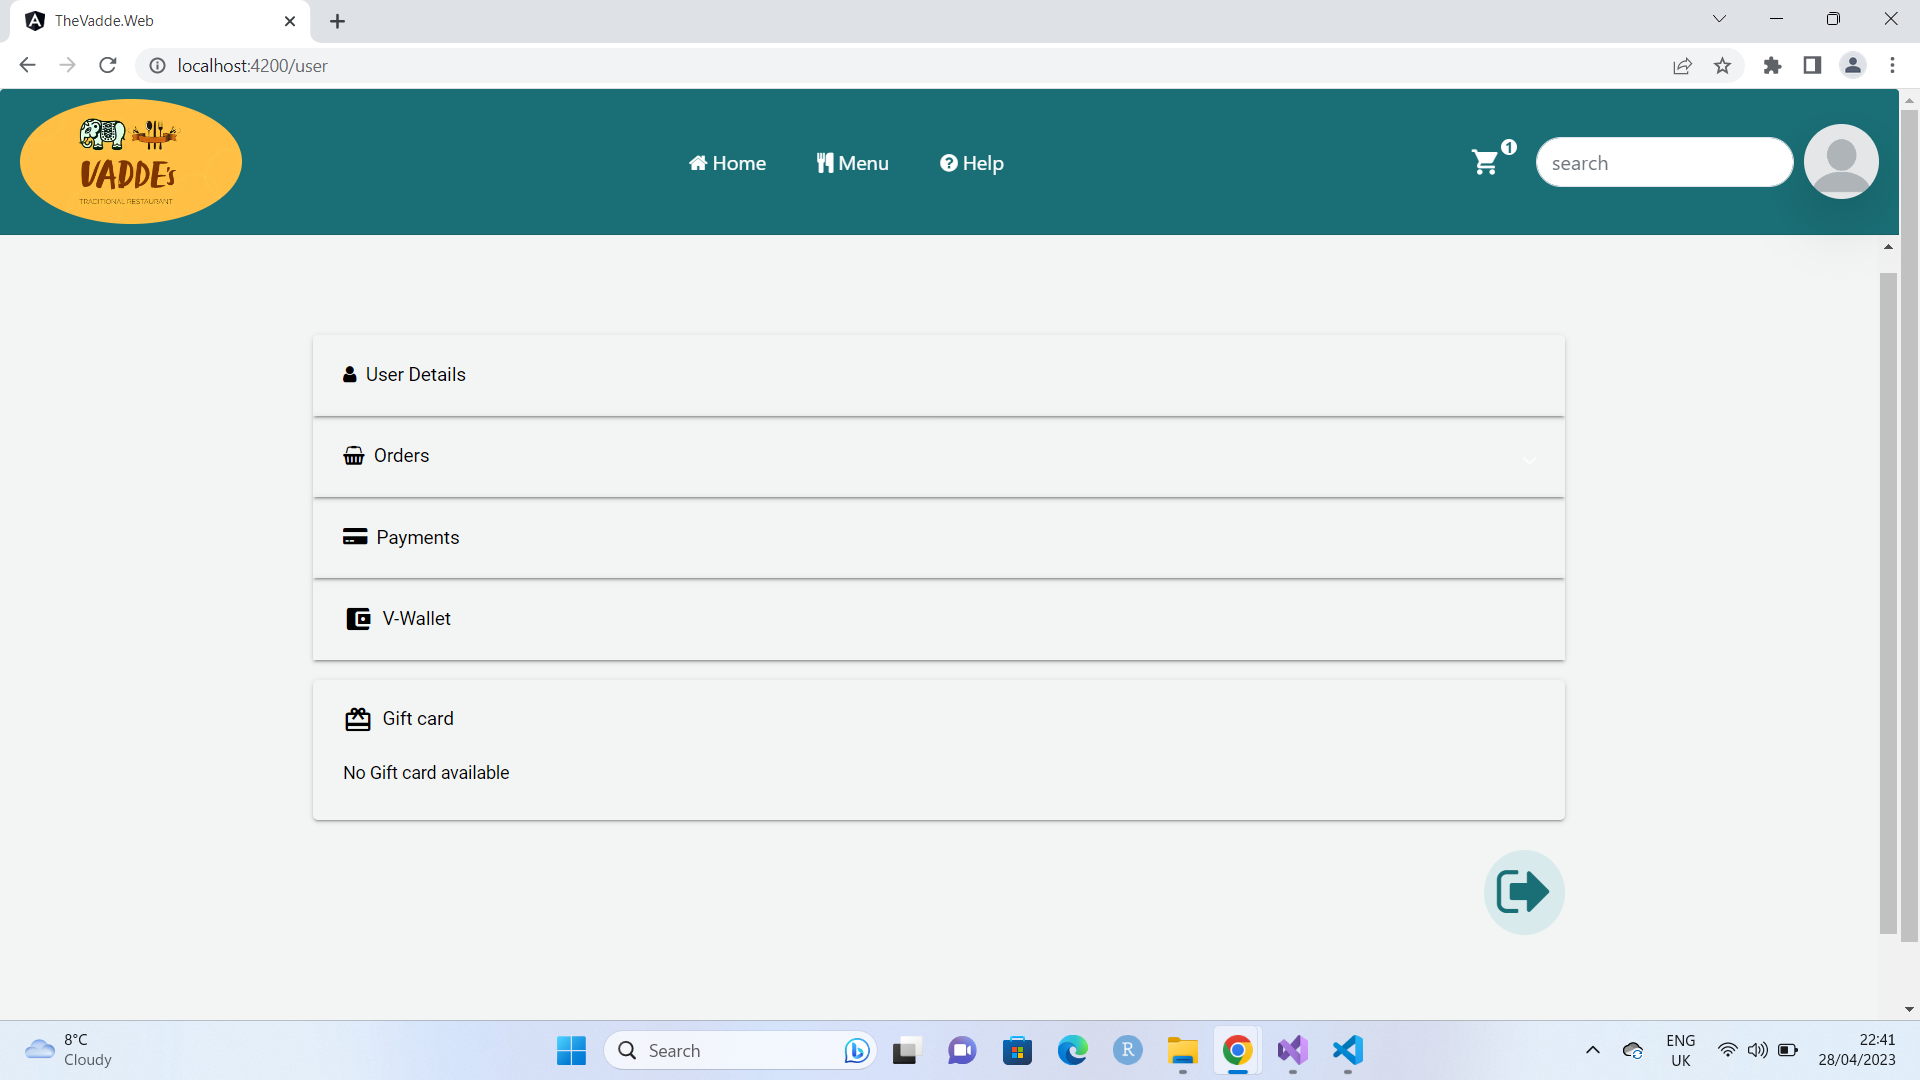 TheVadde.Web
localhost:4200/user
VADDE's
TRADITIONAL RESTAURANT
Home
Menu
Help
1
search
User Details
Orders
Payments
V-Wallet
Gift card
No Gift card available
8°C
Cloudy
Search
R
ENG
UK
22:41
28/04/2023